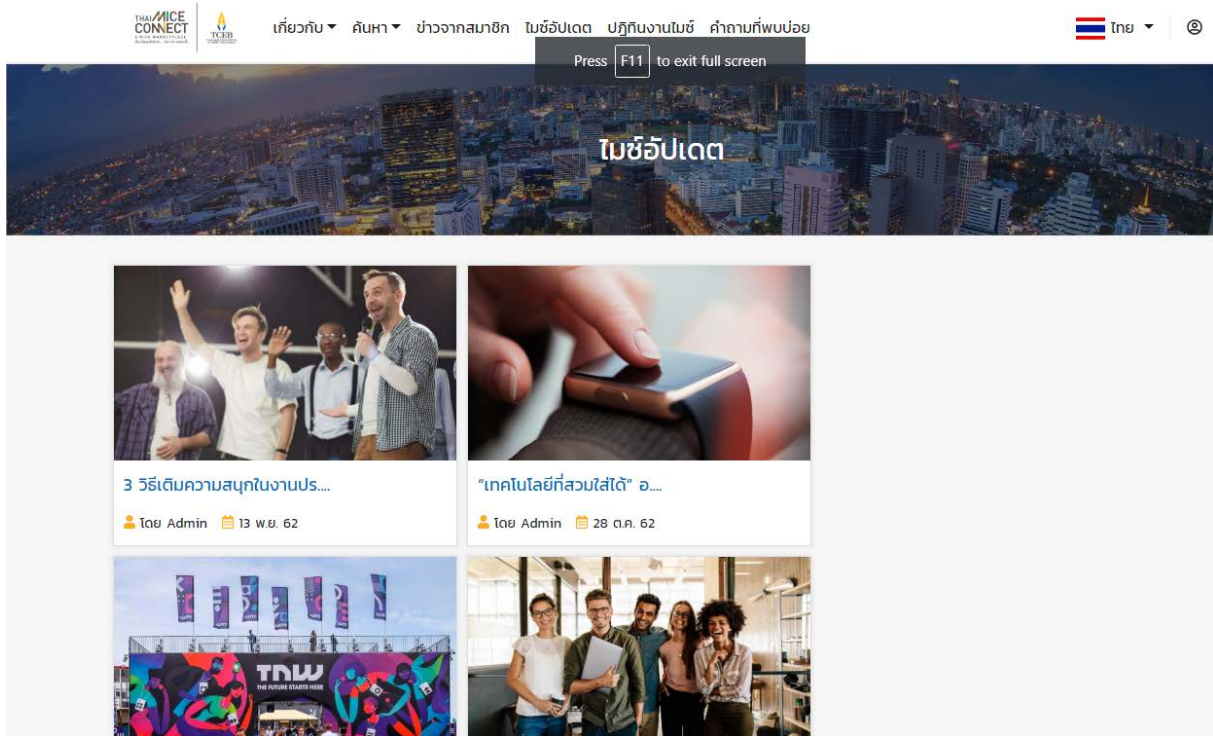 THAI MICE
CONNECT
TCEB
เกี่ยวกับ ค้นหา ข่าวจากสมาชิก ไมซ์อัปเดต ปฏิทินงานไมซ์ คำถามที่พบบ่อย
ไทย
Press F11 to exit full screen
ไมซ์อัปเดต
3 วิธีเติมความสนุกในงานปร....
โดย Admin 13 พ.ย. 62
“เทคโนโลยีที่สวมใส่ได้” อ....
โดย Admin 28 ต.ค. 62
TNW
THE FUTURE STARTS HERE